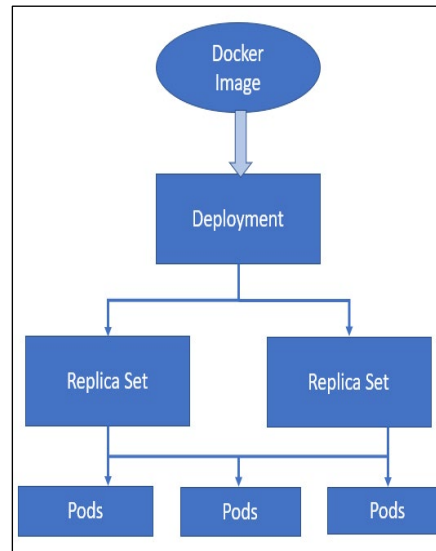 Docker
Image
Deployment
Replica Set
Replica Set
Pods
Pods
Pods